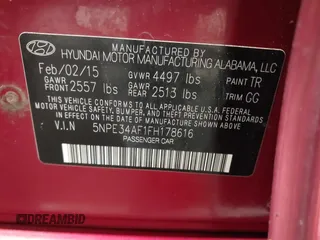 MANUFACTURED BY
HYUNDAI MOTOR MANUFACTURING ALABAMA, LLC
Feb/02/15 GVWR 4497 lbs PAINT TR
GAWR FRONT 2557 lbs GAWR REAR 2513 lbs TRIM GG
THIS VEHICLE CONFORMS TO ALL APPLICABLE U.S. FEDERAL
MOTOR VEHICLE SAFETY, BUMPER, AND THEFT PREVENTION
STANDARDS IN EFFECT ON THE DATE OF MANUFACTURE SHOWN ABOVE.
V.I.N 5NPE34AF1FH178616
PASSENGER CAR
DREAMBID